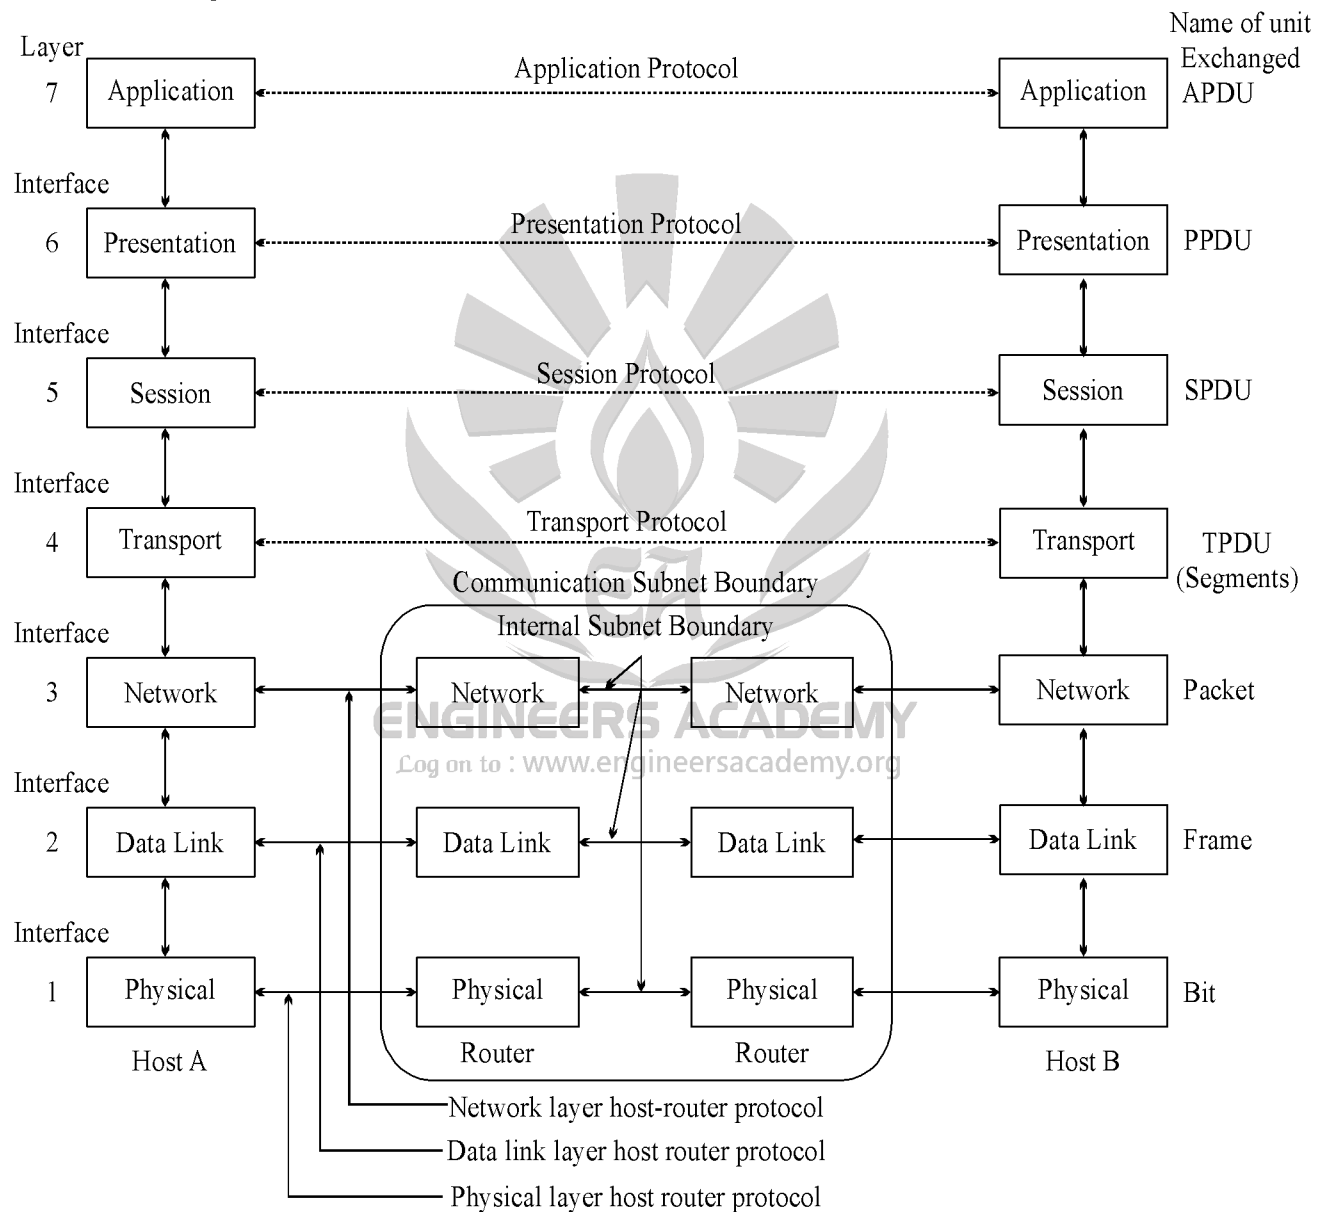 Layer
Name of unit
Exchanged
7
Application
Application Protocol
Application
APDU
Interface
6
Presentation
Presentation Protocol
Presentation
PPDU
Interface
5
Session
Session Protocol
Session
SPDU
Interface
4
Transport
Transport Protocol
Transport
TPDU
(Segments)
Communication Subnet Boundary
Internal Subnet Boundary
Interface
3
Network
Network
Network
Network
Packet
EA
ENGINEERS ACADEMY
Log on to : www.engineersacademy.org
Interface
2
Data Link
Data Link
Data Link
Data Link
Frame
Interface
1
Physical
Physical
Physical
Physical
Bit
Host A
Router
Router
Host B
Network layer host-router protocol
Data link layer host router protocol
Physical layer host router protocol